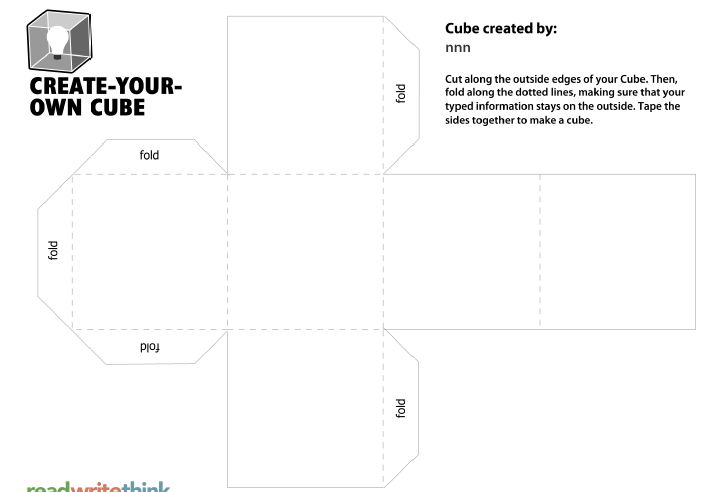 CREATE-YOUR-
OWN CUBE
Cube created by:
nnn
Cut along the outside edges of your Cube. Then,
fold along the dotted lines, making sure that your
typed information stays on the outside. Tape the
sides together to make a cube.
fold
fold
fold
fold
fold
readwritethink